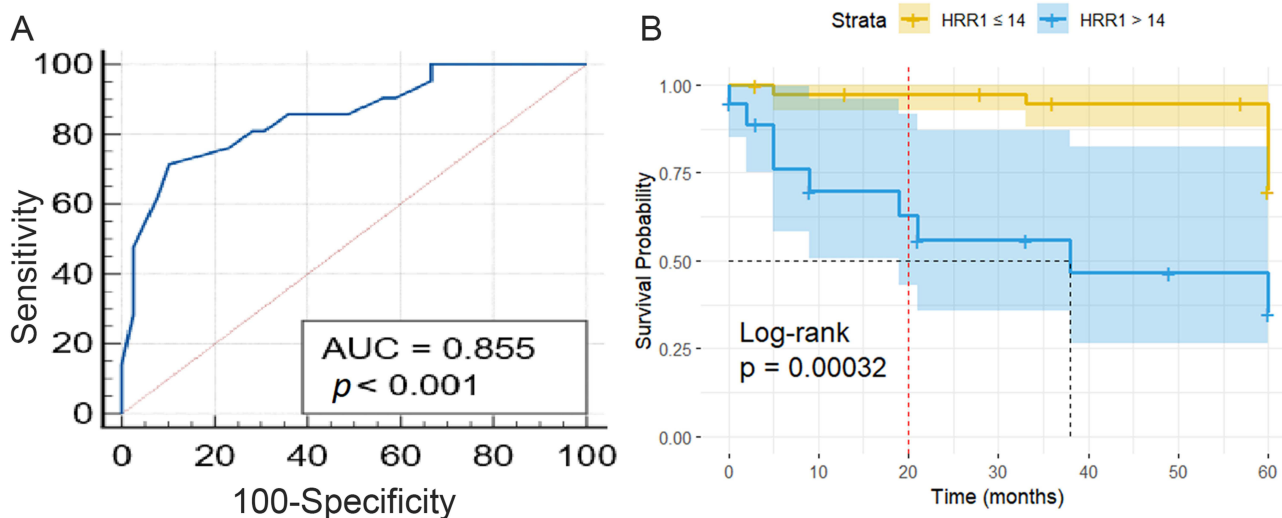 A
Sensitivity
100
80
60
40
20
0
AUC = 0.855
p < 0.001
0 20 40 60 80 100
100-Specificity
B
Strata HRR1 ≤ 14 HRR1 > 14
Survival Probability
1.00
0.75
0.50
0.25
0.00
Log-rank
p = 0.00032
0 10 20 30 40 50 60
Time (months)